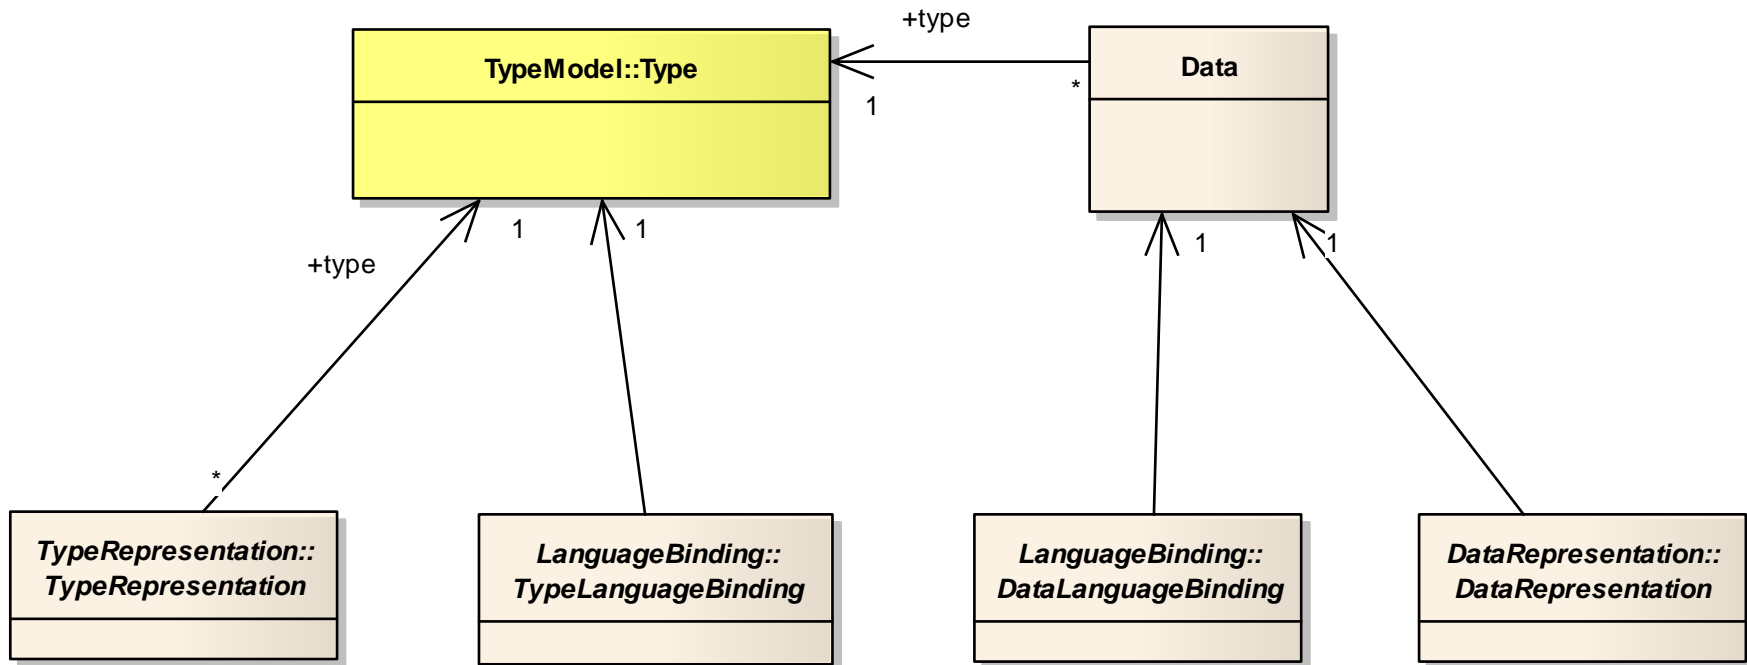 +type
TypeModel::Type
Data
1
*
1
1
1
1
+type
*
TypeRepresentation::
TypeRepresentation
LanguageBinding::
TypeLanguageBinding
LanguageBinding::
DataLanguageBinding
DataRepresentation::
DataRepresentation